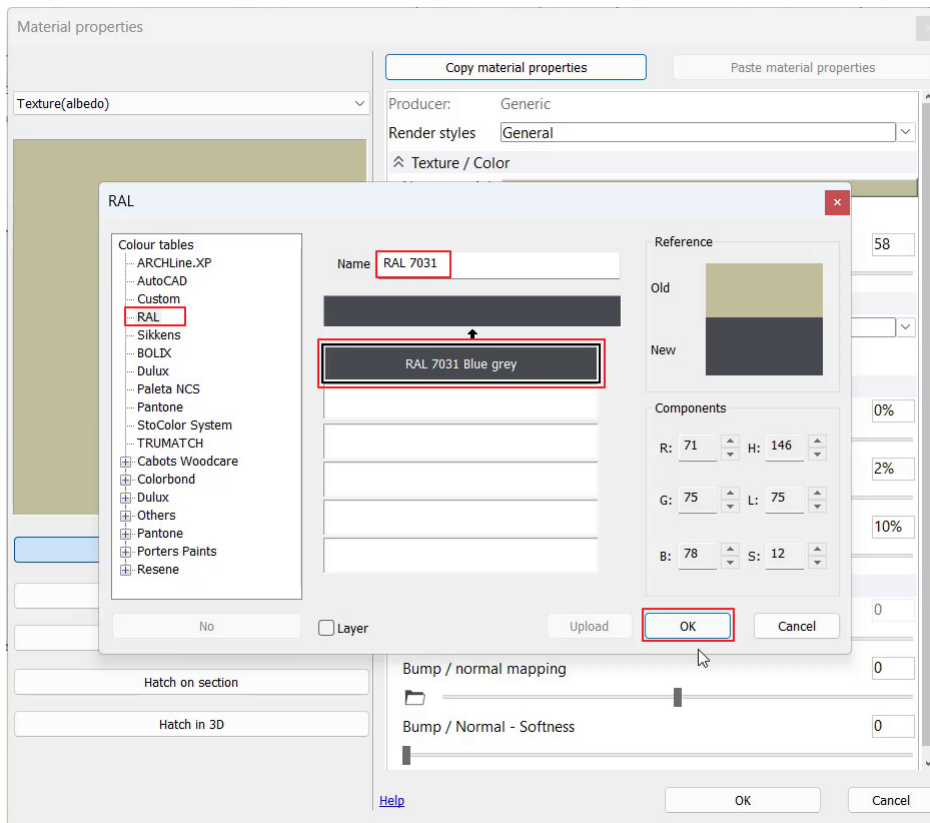 Material properties
Copy material properties
Paste material properties
Texture(albedo)
Producer: Generic
Render styles General
Texture / Color
58
RAL
Colour tables
ARCHLine.XP
AutoCAD
Custom
RAL
Sikkens
BOLIX
Dulux
Paleta NCS
Pantone
StoColor System
TRUMATCH
Cabots Woodcare
Colorbond
Dulux
Others
Pantone
Porters Paints
Resene
Name RAL 7031
RAL 7031 Blue grey
Reference
Old
New
Components
R: 71 H: 146
G: 75 L: 75
B: 78 S: 12
No
Layer
Upload
OK
Cancel
0%
2%
10%
0
Bump / normal mapping
0
Bump / Normal - Softness
0
Hatch on section
Hatch in 3D
Help
OK
Cancel